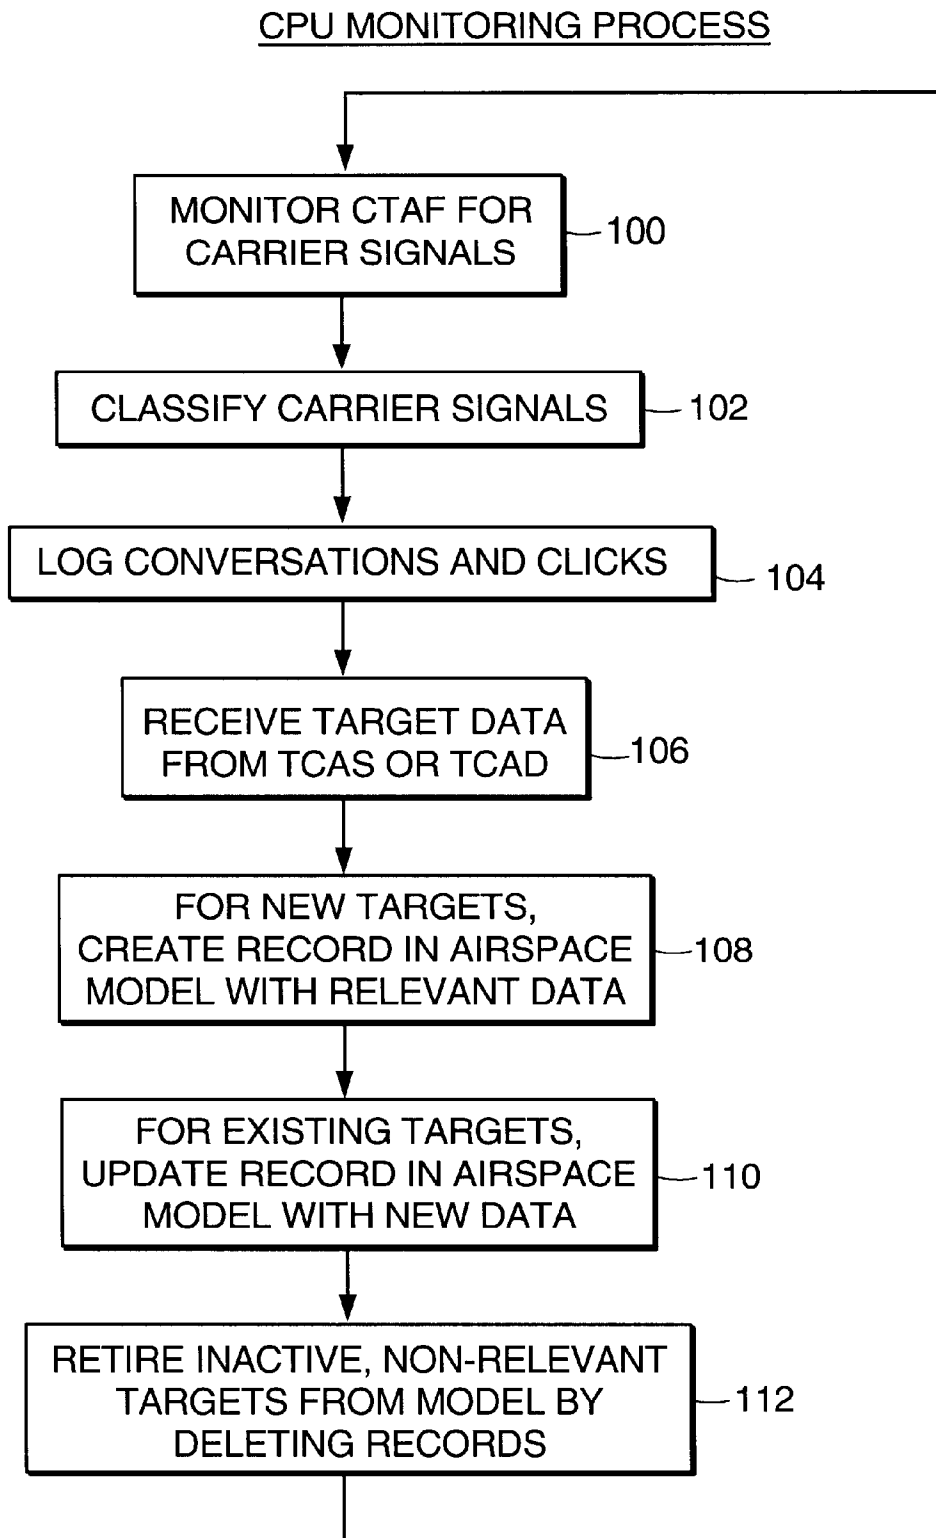 CPU MONITORING PROCESS
MONITOR CTAF FOR
CARRIER SIGNALS
100
CLASSIFY CARRIER SIGNALS
102
LOG CONVERSATIONS AND CLICKS
104
RECEIVE TARGET DATA
FROM TCAS OR TCAD
106
FOR NEW TARGETS,
CREATE RECORD IN AIRSPACE
MODEL WITH RELEVANT DATA
108
FOR EXISTING TARGETS,
UPDATE RECORD IN AIRSPACE
MODEL WITH NEW DATA
110
RETIRE INACTIVE, NON-RELEVANT
TARGETS FROM MODEL BY
DELETING RECORDS
112